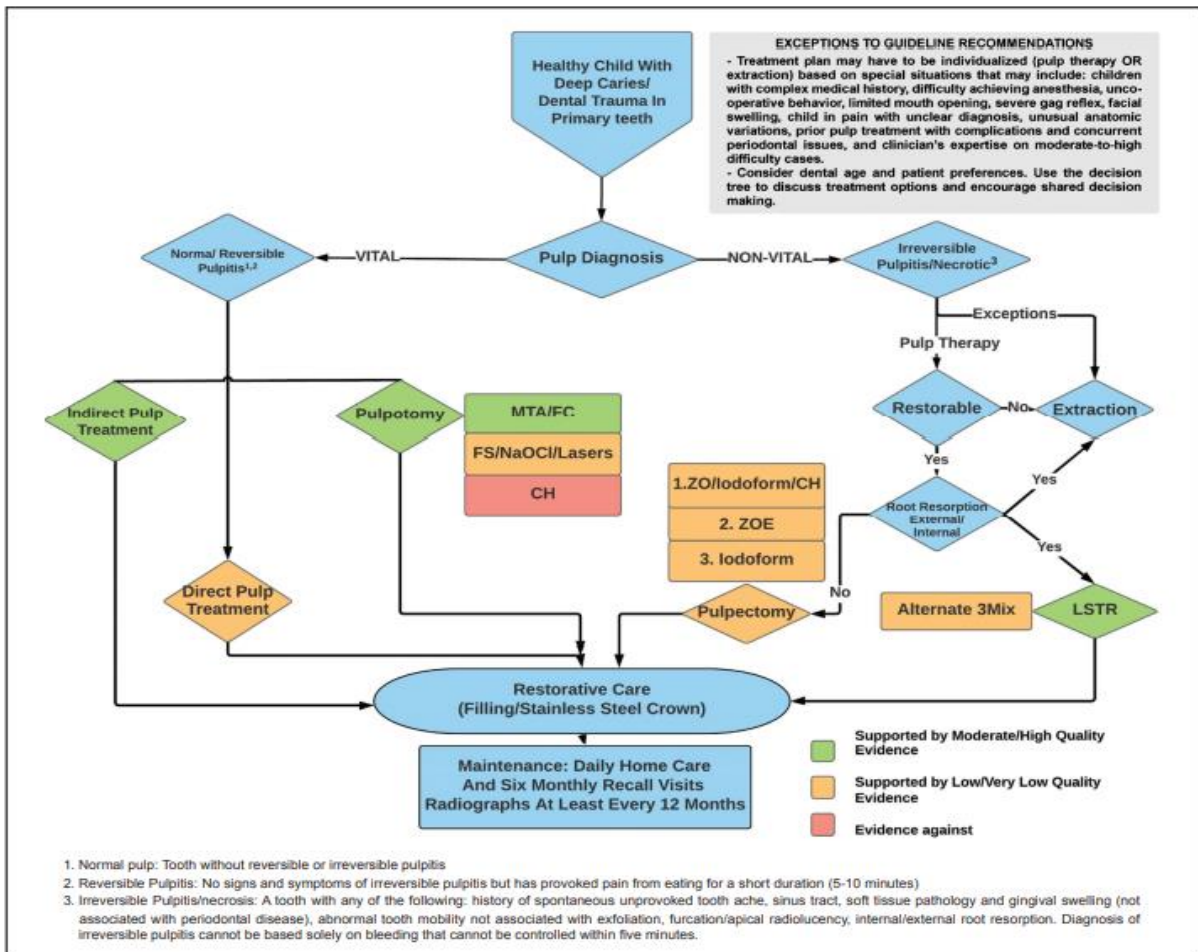 Healthy Child With
Deep Caries/
Dental Trauma In
Primary teeth
EXCEPTIONS TO GUIDELINE RECOMMENDATIONS
- Treatment plan may have to be individualized (pulp therapy OR
extraction) based on special situations that may include: children
with complex medical history, difficulty achieving anesthesia, unco-
operative behavior, limited mouth opening, severe gag reflex, facial
swelling, child in pain with unclear diagnosis, unusual anatomic
variations, prior pulp treatment with complications and concurrent
periodontal issues, and clinician's expertise on moderate-to-high
difficulty cases.
- Consider dental age and patient preferences. Use the decision
tree to discuss treatment options and encourage shared decision
making.
Norma/ Reversible
Pulpitis1,2
VITAL
Pulp Diagnosis
NON-VITAL
Irreversible
Pulpitis/Necrotic3
Exceptions
Pulp Therapy
Indirect Pulp
Treatment
Pulpotomy
MTA/FC
FS/NaOCl/Lasers
CH
Restorable
No
Extraction
Yes
Yes
1.ZO/Iodoform/CH
2. ZOE
3. Iodoform
Root Resorption
External/
Internal
Yes
No
Direct Pulp
Treatment
Pulpectomy
Alternate 3Mix
LSTR
Restorative Care
(Filling/Stainless Steel Crown)
Maintenance: Daily Home Care
And Six Monthly Recall Visits
Radiographs At Least Every 12 Months
Supported by Moderate/High Quality
Evidence
Supported by Low/Very Low Quality
Evidence
Evidence against
1. Normal pulp: Tooth without reversible or irreversible pulpitis
2. Reversible Pulpitis: No signs and symptoms of irreversible pulpitis but has provoked pain from eating for a short duration (5-10 minutes)
3. Irreversible Pulpitis/necrosis: A tooth with any of the following: history of spontaneous unprovoked tooth ache, sinus tract, soft tissue pathology and gingival swelling (not
associated with periodontal disease), abnormal tooth mobility not associated with exfoliation, furcation/apical radiolucency, internal/external root resorption. Diagnosis of
irreversible pulpitis cannot be based solely on bleeding that cannot be controlled within five minutes.